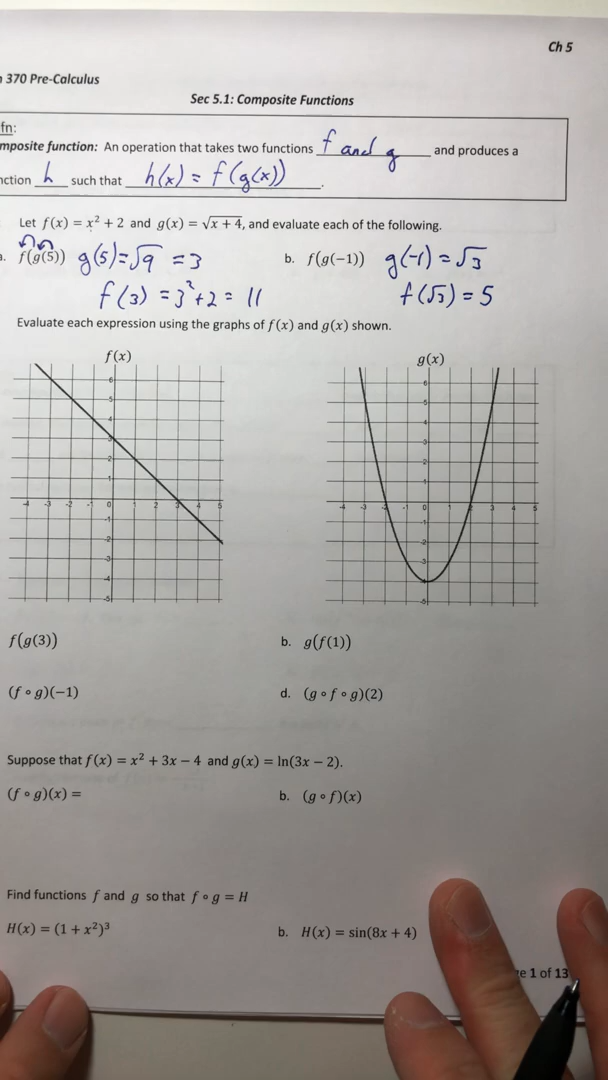 Ch 5
370 Pre-Calculus
Sec 5.1: Composite Functions
fn:
mposite function: An operation that takes two functions f and g and produces a
nction h such that h(x) = f(g(x)).
Let f(x) = x² + 2 and g(x) = √(x + 4), and evaluate each of the following.
a. f(g(5)) g(5)=√9 = 3 b. f(g(−1)) g(-1) = √3
f(3) = 3²+2 = 11 f(√3) = 5
Evaluate each expression using the graphs of f(x) and g(x) shown.
f(x) g(x)
f(g(3)) b. g(f(1))
(f ∘ g)(−1) d. (g ∘ f ∘ g)(2)
Suppose that f(x) = x² + 3x − 4 and g(x) = ln(3x − 2).
(f ∘ g)(x) = b. (g ∘ f)(x)
Find functions f and g so that f ∘ g = H
H(x) = (1 + x²)³ b. H(x) = sin(8x + 4)
e 1 of 13